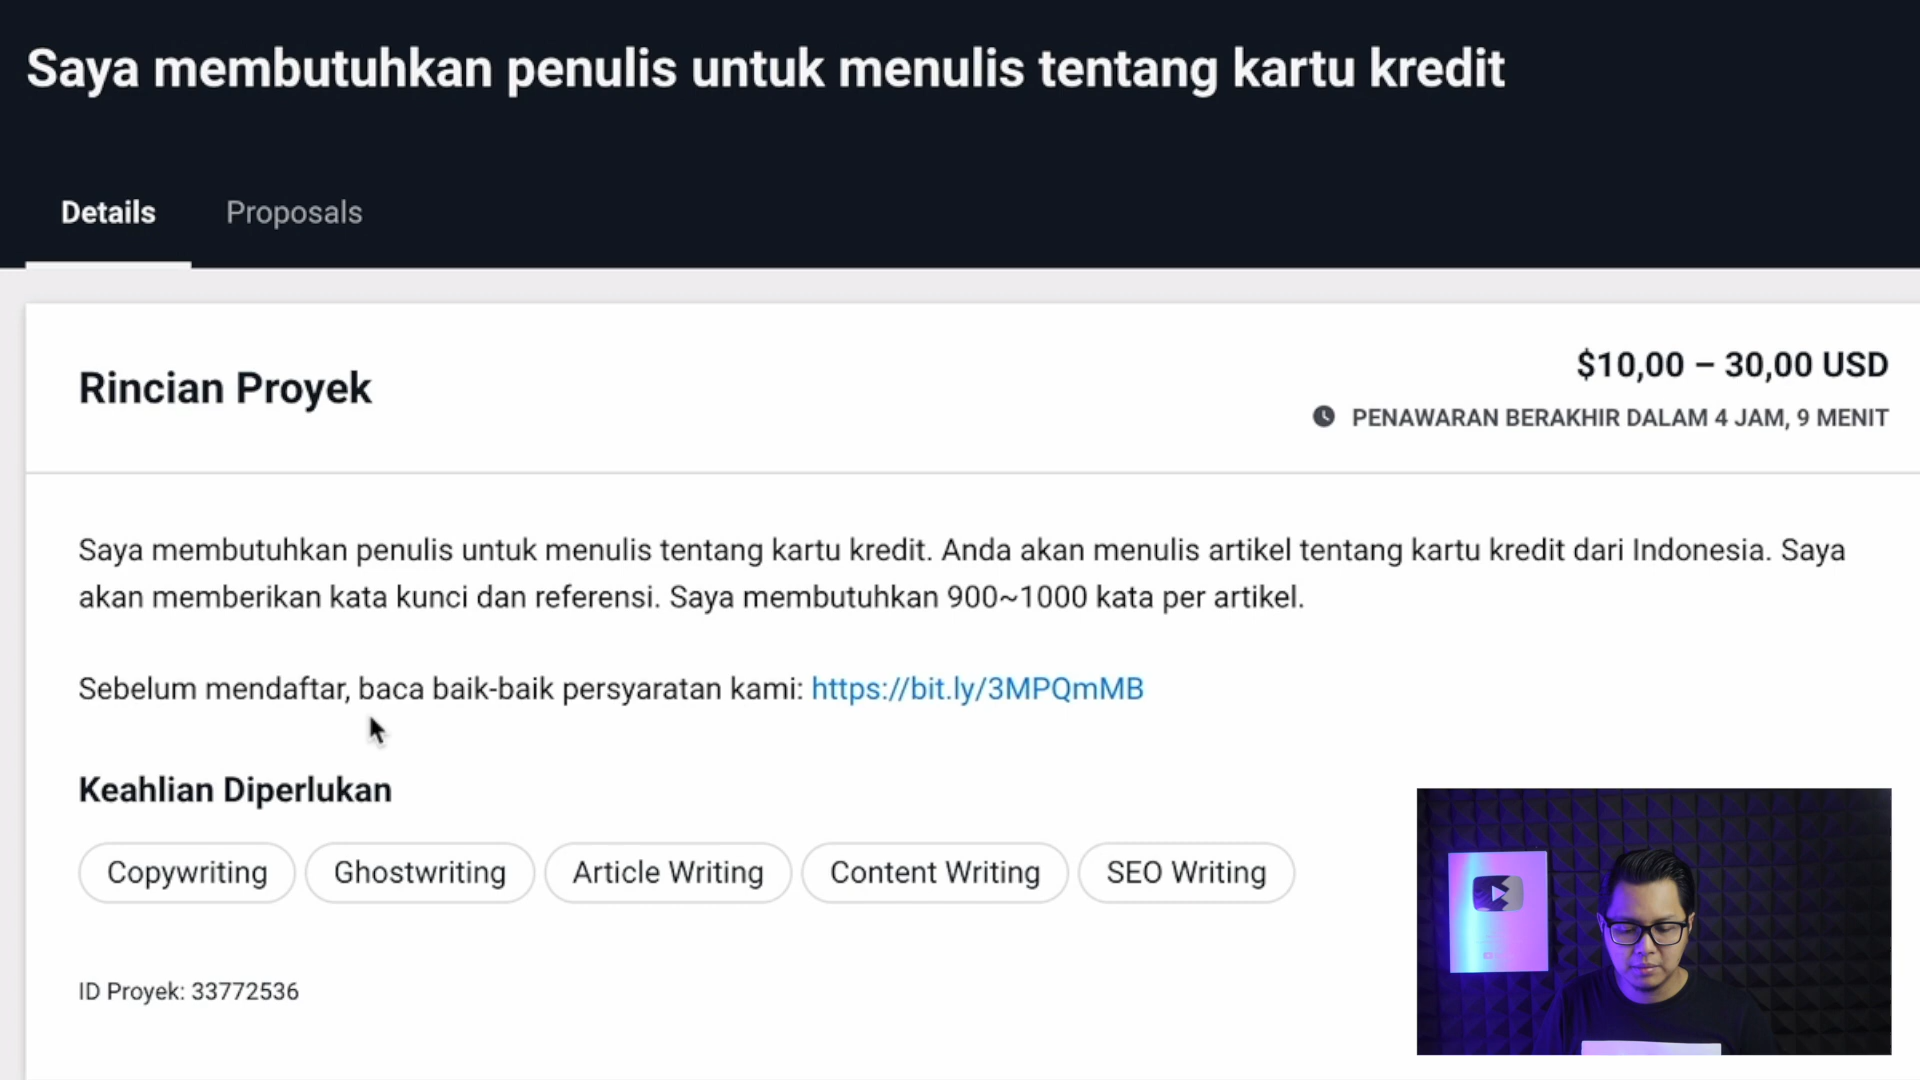 Saya membutuhkan penulis untuk menulis tentang kartu kredit
Details
Proposals
Rincian Proyek
$10,00 – 30,00 USD
PENAWARAN BERAKHIR DALAM 4 JAM, 9 MENIT
Saya membutuhkan penulis untuk menulis tentang kartu kredit. Anda akan menulis artikel tentang kartu kredit dari Indonesia. Saya
akan memberikan kata kunci dan referensi. Saya membutuhkan 900~1000 kata per artikel.
Sebelum mendaftar, baca baik-baik persyaratan kami: https://bit.ly/3MPQmMB
Keahlian Diperlukan
Copywriting
Ghostwriting
Article Writing
Content Writing
SEO Writing
ID Proyek: 33772536